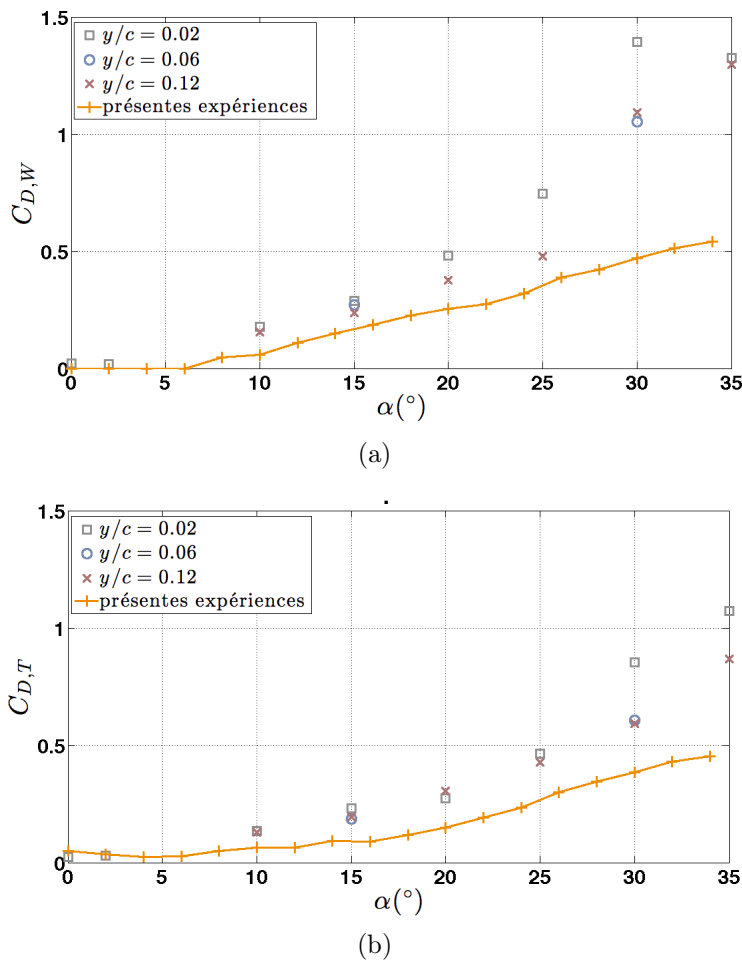 1.5
y/c = 0.02
y/c = 0.06
y/c = 0.12
présentes expériences
1
C_{D,W}
0.5
0
0 5 10 15 20 25 30 35
α(°)
(a)
1.5
y/c = 0.02
y/c = 0.06
y/c = 0.12
présentes expériences
1
C_{D,T}
0.5
0
0 5 10 15 20 25 30 35
α(°)
(b)